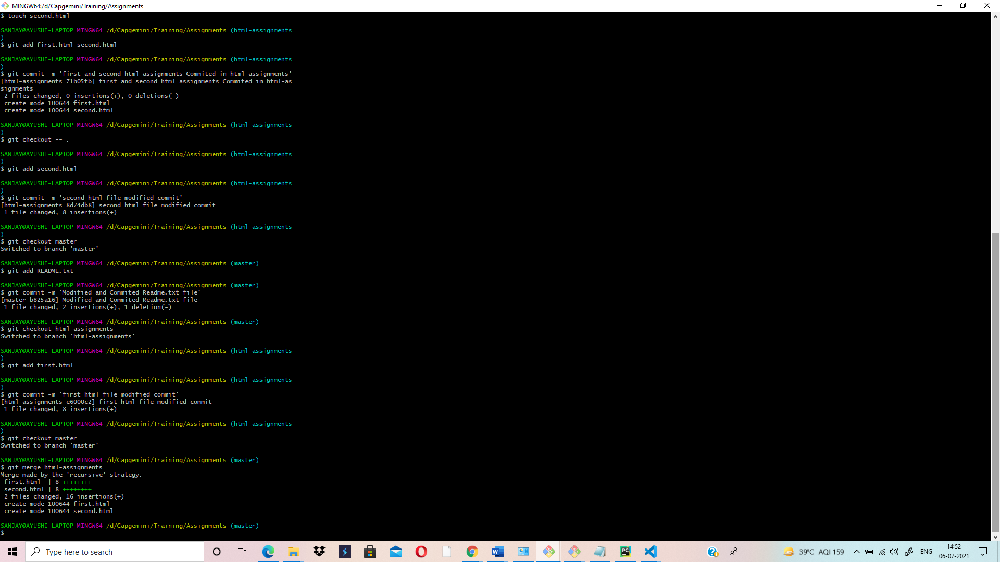 MINGW64:/d/Capgemini/Training/Assignments
$ touch second.html
SANJAY@AYUSHI-LAPTOP MINGW64 /d/Capgemini/Training/Assignments (html-assignments
)
$ git add first.html second.html
SANJAY@AYUSHI-LAPTOP MINGW64 /d/Capgemini/Training/Assignments (html-assignments
)
$ git commit -m 'first and second html assignments Commited in html-assignments'
[html-assignments 71b05fb] first and second html assignments Commited in html-as
signments
 2 files changed, 0 insertions(+), 0 deletions(-)
 create mode 100644 first.html
 create mode 100644 second.html
SANJAY@AYUSHI-LAPTOP MINGW64 /d/Capgemini/Training/Assignments (html-assignments
)
$ git checkout -- .
SANJAY@AYUSHI-LAPTOP MINGW64 /d/Capgemini/Training/Assignments (html-assignments
)
$ git add second.html
SANJAY@AYUSHI-LAPTOP MINGW64 /d/Capgemini/Training/Assignments (html-assignments
)
$ git commit -m 'second html file modified commit'
[html-assignments 8d74db8] second html file modified commit
 1 file changed, 8 insertions(+)
SANJAY@AYUSHI-LAPTOP MINGW64 /d/Capgemini/Training/Assignments (html-assignments
)
$ git checkout master
Switched to branch 'master'
SANJAY@AYUSHI-LAPTOP MINGW64 /d/Capgemini/Training/Assignments (master)
$ git add README.txt
SANJAY@AYUSHI-LAPTOP MINGW64 /d/Capgemini/Training/Assignments (master)
$ git commit -m 'Modified and Commited Readme.txt file'
[master b825a16] Modified and Commited Readme.txt file
 1 file changed, 2 insertions(+), 1 deletion(-)
SANJAY@AYUSHI-LAPTOP MINGW64 /d/Capgemini/Training/Assignments (master)
$ git checkout html-assignments
Switched to branch 'html-assignments'
SANJAY@AYUSHI-LAPTOP MINGW64 /d/Capgemini/Training/Assignments (html-assignments
)
$ git add first.html
SANJAY@AYUSHI-LAPTOP MINGW64 /d/Capgemini/Training/Assignments (html-assignments
)
$ git commit -m 'first html file modified commit'
[html-assignments e6000c2] first html file modified commit
 1 file changed, 8 insertions(+)
SANJAY@AYUSHI-LAPTOP MINGW64 /d/Capgemini/Training/Assignments (html-assignments
)
$ git checkout master
Switched to branch 'master'
SANJAY@AYUSHI-LAPTOP MINGW64 /d/Capgemini/Training/Assignments (master)
$ git merge html-assignments
Merge made by the 'recursive' strategy.
 first.html  | 8 ++++++++
 second.html | 8 ++++++++
 2 files changed, 16 insertions(+)
 create mode 100644 first.html
 create mode 100644 second.html
SANJAY@AYUSHI-LAPTOP MINGW64 /d/Capgemini/Training/Assignments (master)
$
Type here to search
39°C AQI 159
ENG
14:52
06-07-2021